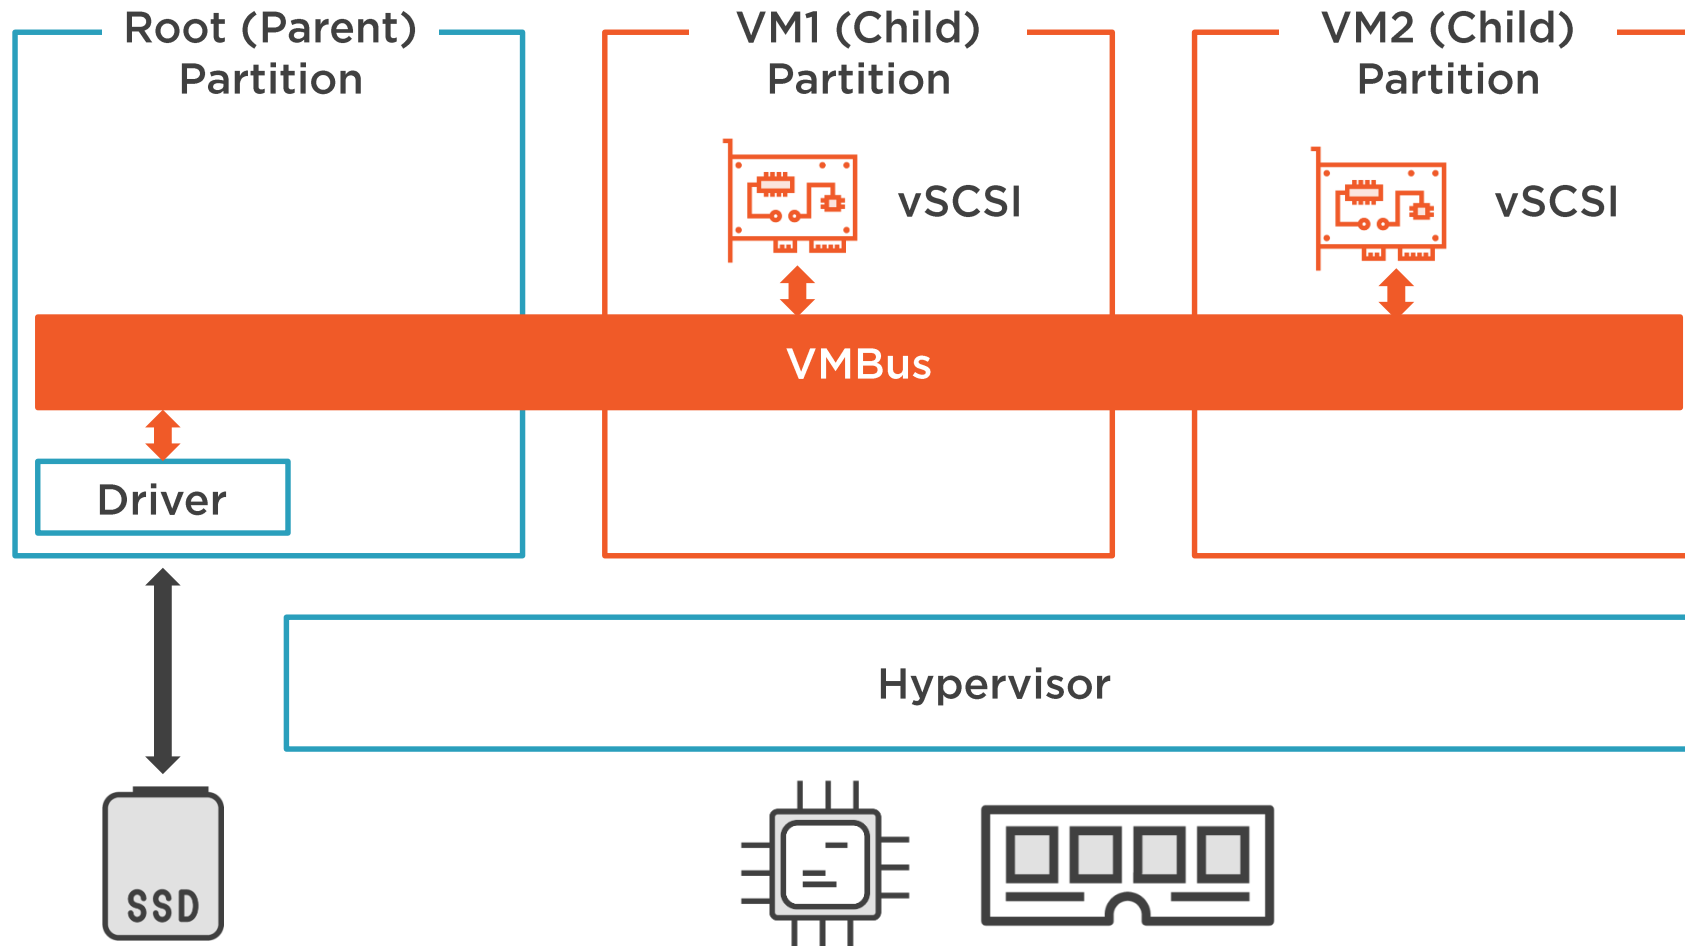 Root (Parent)
Partition
VM1 (Child)
Partition
VM2 (Child)
Partition
vSCSI
vSCSI
VMBus
Driver
Hypervisor
SSD